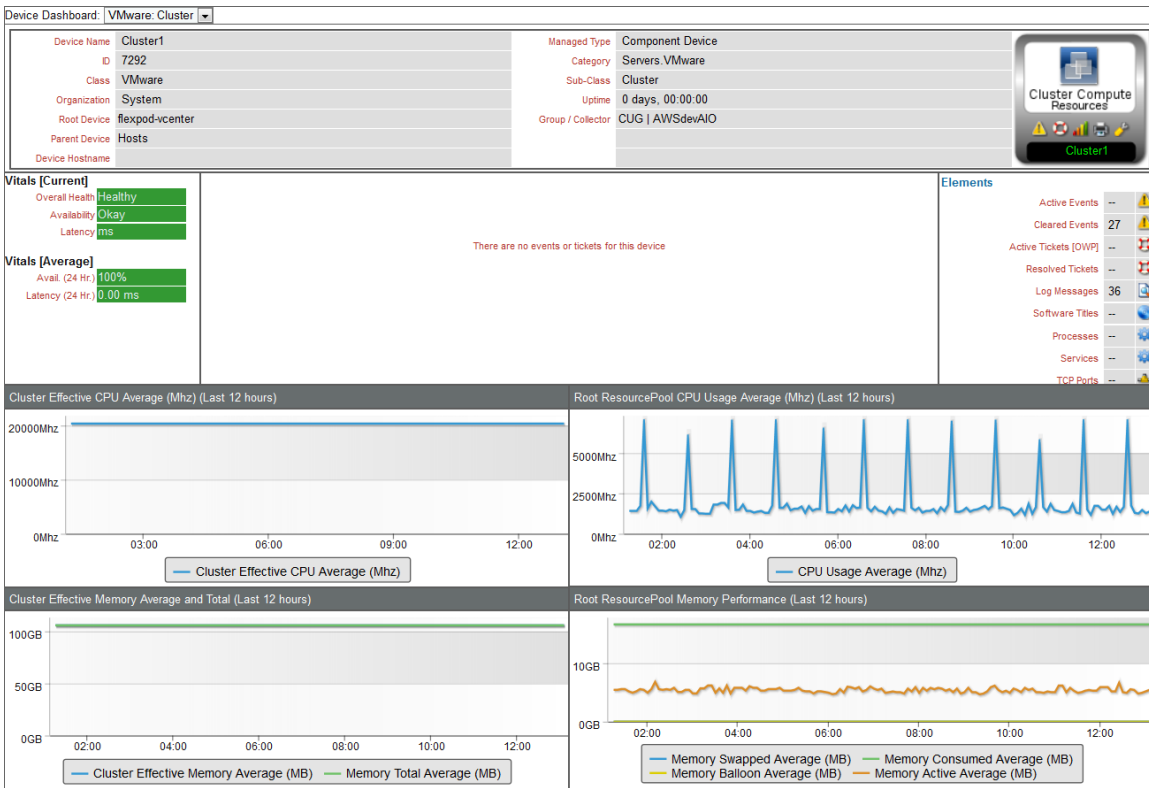 Device Dashboard: VMware: Cluster
Device Name Cluster1 Managed Type Component Device
ID 7292 Category Servers.VMware
Class VMware Sub-Class Cluster
Organization System Uptime 0 days, 00:00:00
Root Device flexpod-vcenter Group / Collector CUG | AWSdevAIO
Parent Device Hosts
Device Hostname
Cluster Compute
Resources
Cluster1
Vitals [Current]
Overall Health Healthy
Availability Okay
Latency ms
Vitals [Average]
Avail. (24 Hr.) 100%
Latency (24 Hr.) 0.00 ms
There are no events or tickets for this device
Elements
Active Events --
Cleared Events 27
Active Tickets [OWP] --
Resolved Tickets --
Log Messages 36
Software Titles --
Processes --
Services --
TCP Ports --
Cluster Effective CPU Average (Mhz) (Last 12 hours)
20000Mhz
10000Mhz
0Mhz
03:00 06:00 09:00 12:00
Cluster Effective CPU Average (Mhz)
Root ResourcePool CPU Usage Average (Mhz) (Last 12 hours)
5000Mhz
2500Mhz
0Mhz
02:00 04:00 06:00 08:00 10:00 12:00
CPU Usage Average (Mhz)
Cluster Effective Memory Average and Total (Last 12 hours)
100GB
50GB
0GB
02:00 04:00 06:00 08:00 10:00 12:00
Cluster Effective Memory Average (MB) Memory Total Average (MB)
Root ResourcePool Memory Performance (Last 12 hours)
10GB
0GB
02:00 04:00 06:00 08:00 10:00 12:00
Memory Swapped Average (MB) Memory Consumed Average (MB)
Memory Balloon Average (MB) Memory Active Average (MB)